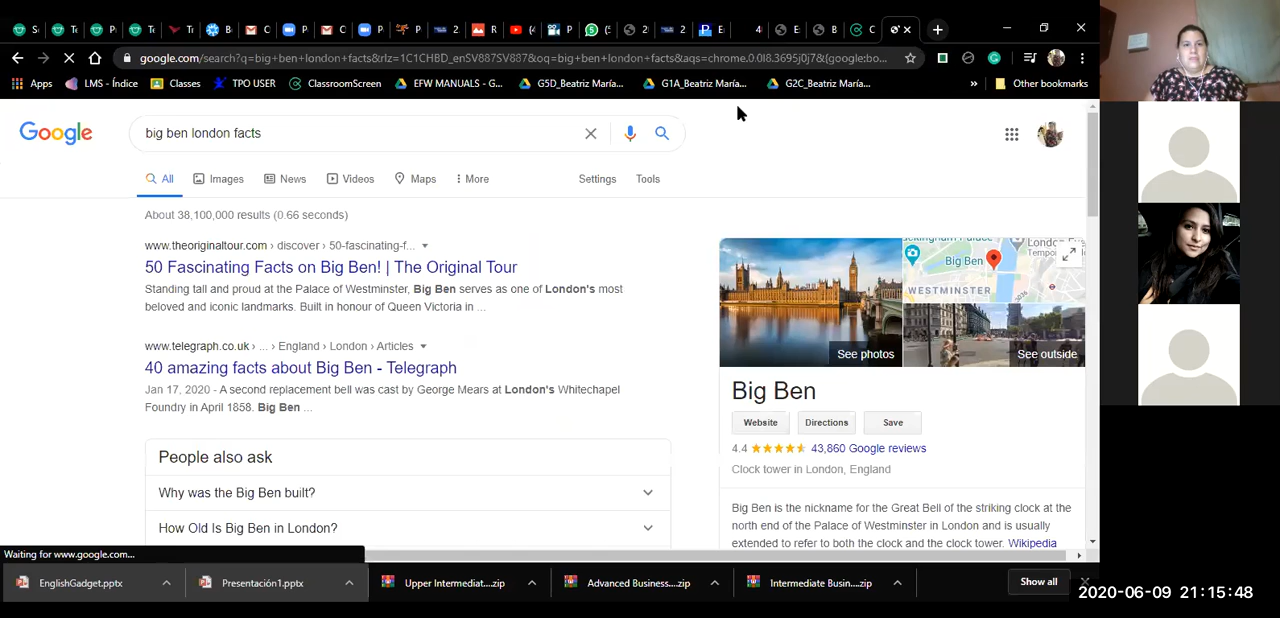 S
Te
P
Te
Te
P
C
P
C
P
P
2
R
(
P
(5
2
2
E
4
E
B
C
google.com/search?q=big+ben+london+facts&rlz=1C1CHBD_enSV887SV887&oq=big+ben+london+facts&aqs=chrome.0.0l8.3695j0j7&{google:bo...
Apps LMS - Índice Classes TPO USER ClassroomScreen EFW MANUALS - G... G5D_Beatriz María... G1A_Beatriz María... G2C_Beatriz María... » Other bookmarks
Google
big ben london facts
All Images News Videos Maps More Settings Tools
About 38,100,000 results (0.66 seconds)
www.theoriginaltour.com › discover › 50-fascinating-f...
50 Fascinating Facts on Big Ben! | The Original Tour
Standing tall and proud at the Palace of Westminster, Big Ben serves as one of London's most
beloved and iconic landmarks. Built in honour of Queen Victoria in ...
www.telegraph.co.uk › ... › England › London › Articles
40 amazing facts about Big Ben - Telegraph
Jan 17, 2020 - A second replacement bell was cast by George Mears at London's Whitechapel
Foundry in April 1858. Big Ben ...
People also ask
Why was the Big Ben built?
How Old Is Big Ben in London?
Big Ben
WESTMINSTER
See photos
See outside
Big Ben
Website Directions Save
4.4 43,860 Google reviews
Clock tower in London, England
Big Ben is the nickname for the Great Bell of the striking clock at the
north end of the Palace of Westminster in London and is usually
extended to refer to both the clock and the clock tower. Wikipedia
Waiting for www.google.com...
EnglishGadget.pptx Presentación1.pptx Upper Intermediat....zip Advanced Business....zip Intermediate Busin....zip Show all
2020-06-09 21:15:48